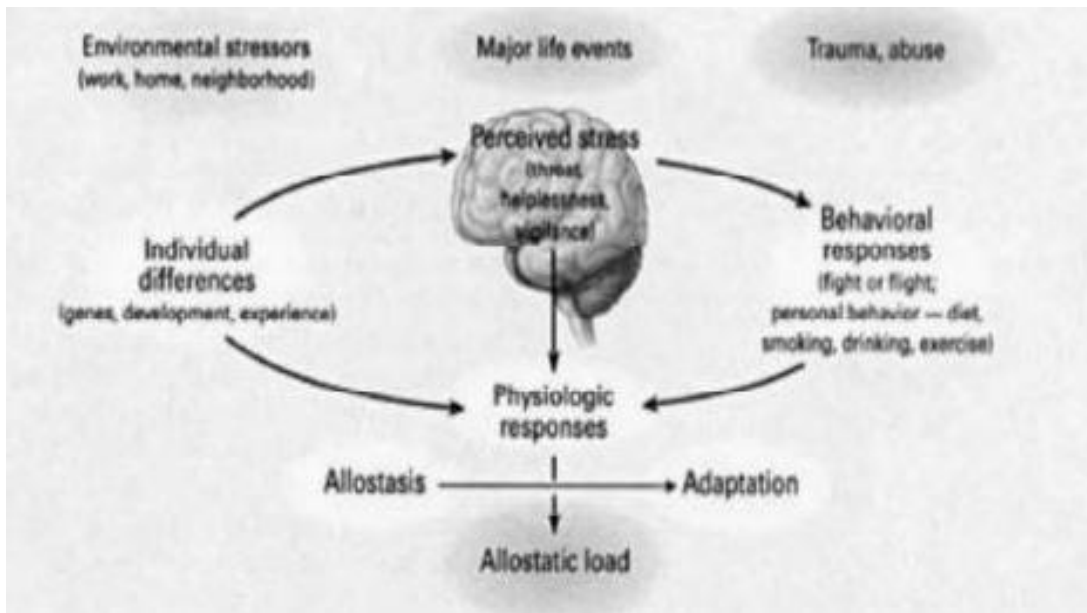 Environmental stressors
(work, home, neighborhood)
Major life events
Trauma, abuse
Perceived stress
(threat,
helplessness,
vigilance)
Individual
differences
(genes, development, experience)
Behavioral
responses
(fight or flight;
personal behavior — diet,
smoking, drinking, exercise)
Physiologic
responses
Allostasis
Adaptation
Allostatic load